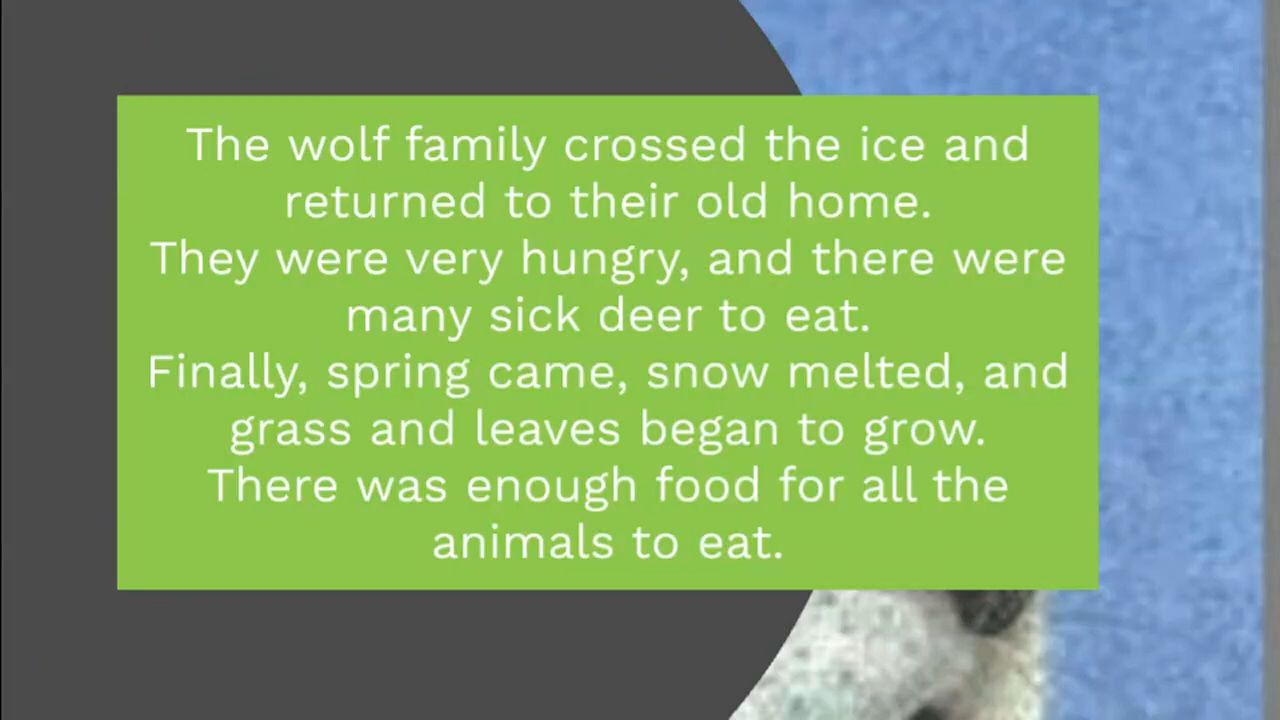 The wolf family crossed the ice and
returned to their old home.
They were very hungry, and there were
many sick deer to eat.
Finally, spring came, snow melted, and
grass and leaves began to grow.
There was enough food for all the
animals to eat.